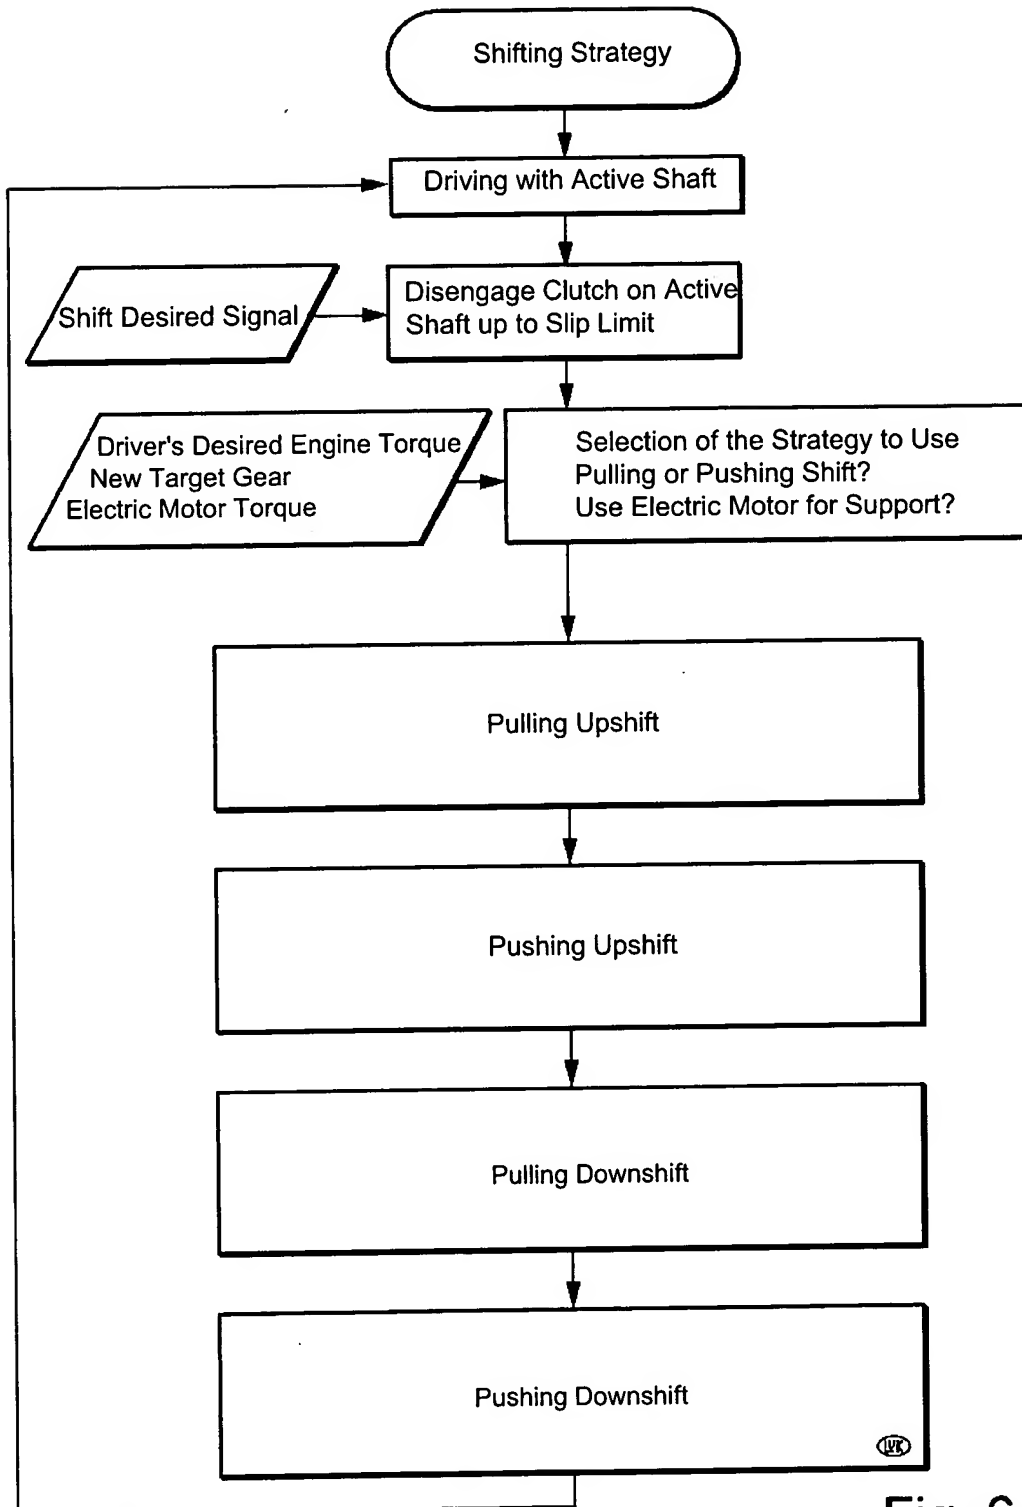 Shifting Strategy
Driving with Active Shaft
Shift Desired Signal
Disengage Clutch on Active
Shaft up to Slip Limit
Driver's Desired Engine Torque
New Target Gear
Electric Motor Torque
Selection of the Strategy to Use
Pulling or Pushing Shift?
Use Electric Motor for Support?
Pulling Upshift
Pushing Upshift
Pulling Downshift
Pushing Downshift
LUK